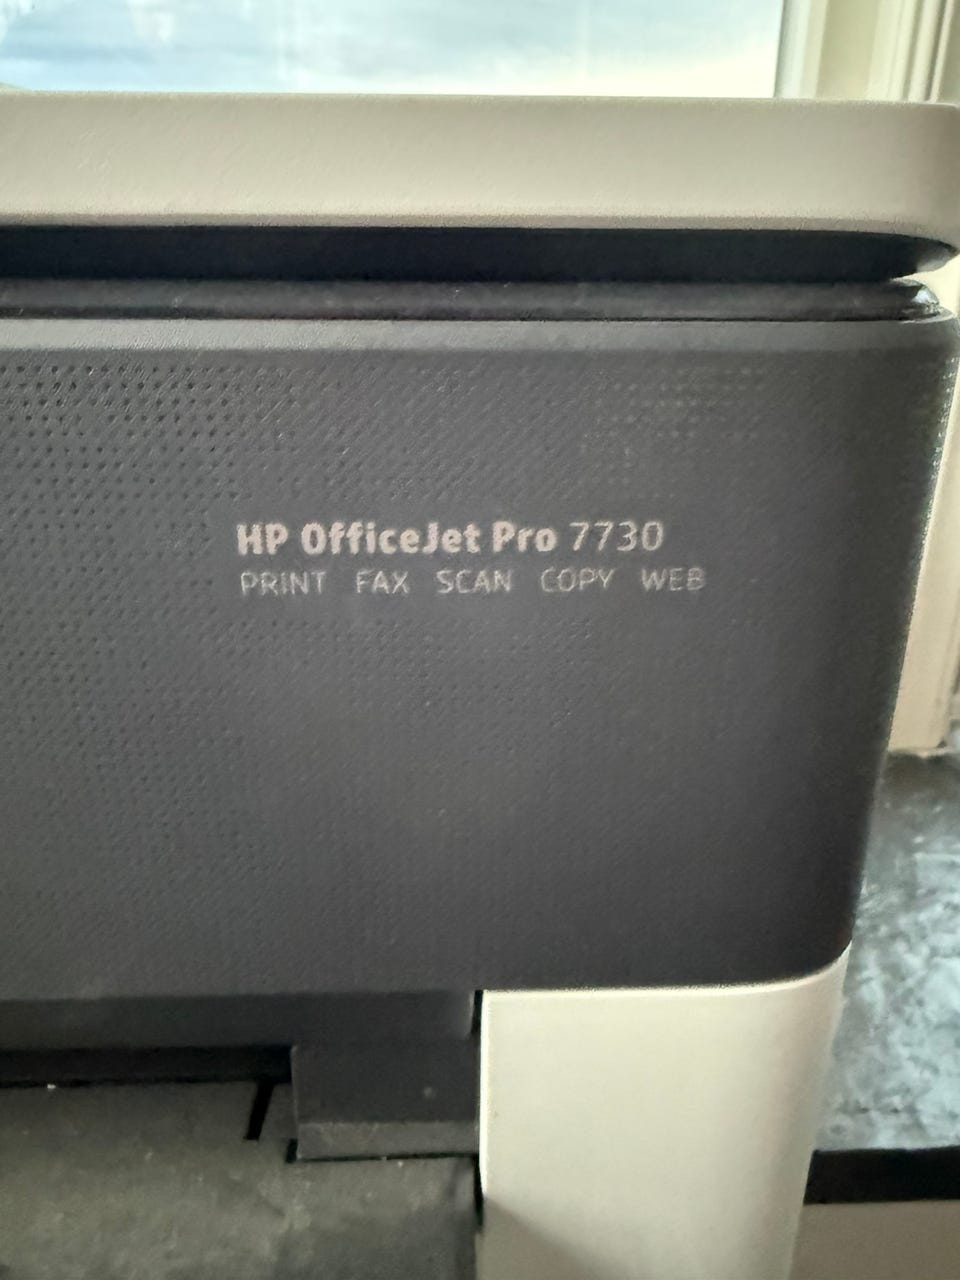 HP OfficeJet Pro 7730
PRINT FAX SCAN COPY WEB